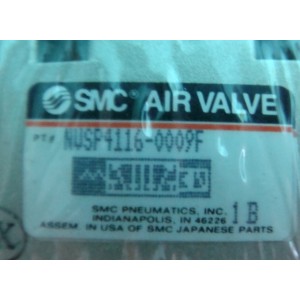 SMC AIR VALVE
PT# NVSP4116-0009F
SMC PNEUMATICS, INC.
INDIANAPOLIS, IN 46226 1B
ASSEM. IN USA OF SMC JAPANESE PARTS